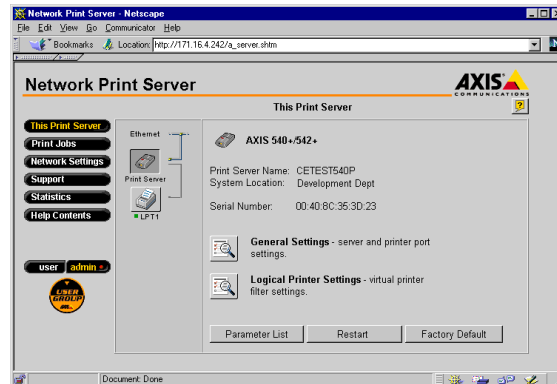 Network Print Server - Netscape
File Edit View Go Communicator Help
Bookmarks Location: http://171.16.4.242/a_server.shtm
N
Network Print Server
AXIS
COMMUNICATIONS
This Print Server
?
This Print Server
Print Jobs
Network Settings
Support
Statistics
Help Contents
user admin
USER
GROUP
Ethernet
Print Server
LPT1
AXIS 540+/542+
Print Server Name: CETEST540P
System Location: Development Dept
Serial Number: 00:40:8C:35:3D:23
General Settings - server and printer port
settings.
Logical Printer Settings - virtual printer
filter settings.
Parameter List Restart Factory Default
Document: Done